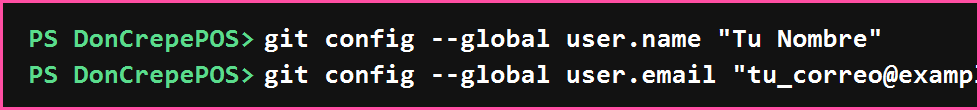 PS DonCrepePOS> git config --global user.name "Tu Nombre"
PS DonCrepePOS> git config --global user.email "tu_correo@exampl